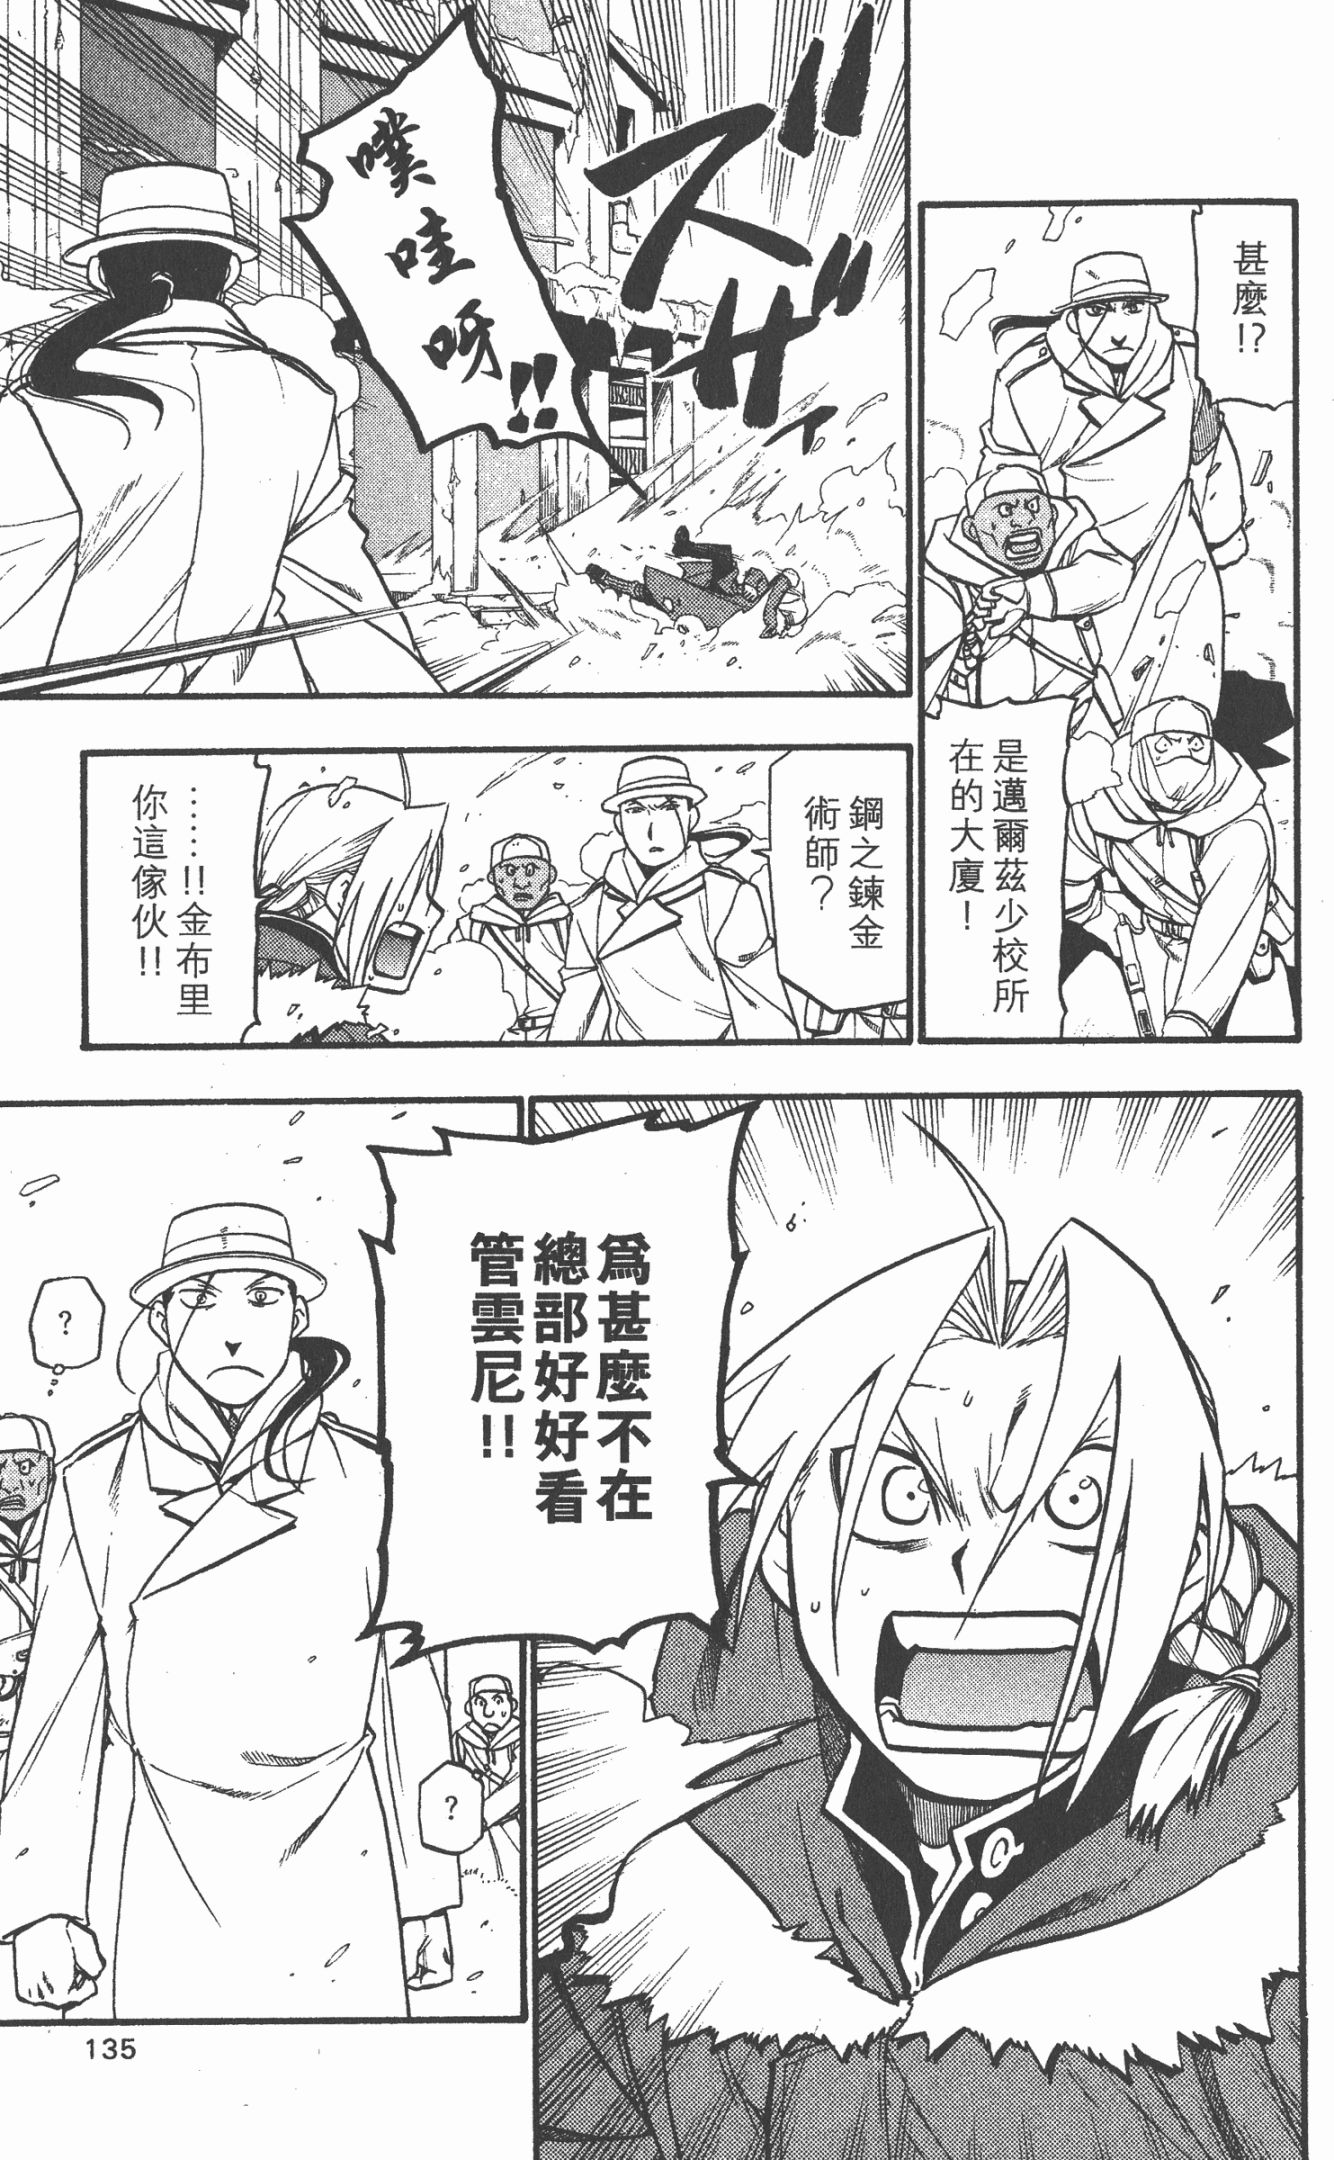 甚麼!?
是邁爾茲少校所
在的大廈！
噗哇呀!!
ズザザッ
鋼之鍊金
術師？
……!!金布里
你這傢伙!!
為甚麼不在
總部好好看
管雲尼!!
？
？
135